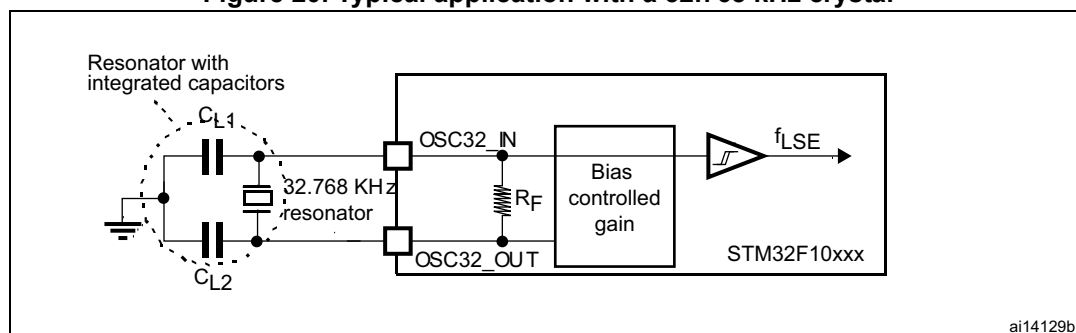 Resonator with
integrated capacitors
CL1
OSC32_IN
fLSE
32.768 KHz
resonator
RF
Bias
controlled
gain
OSC32_OUT
STM32F10xxx
CL2
ai14129b